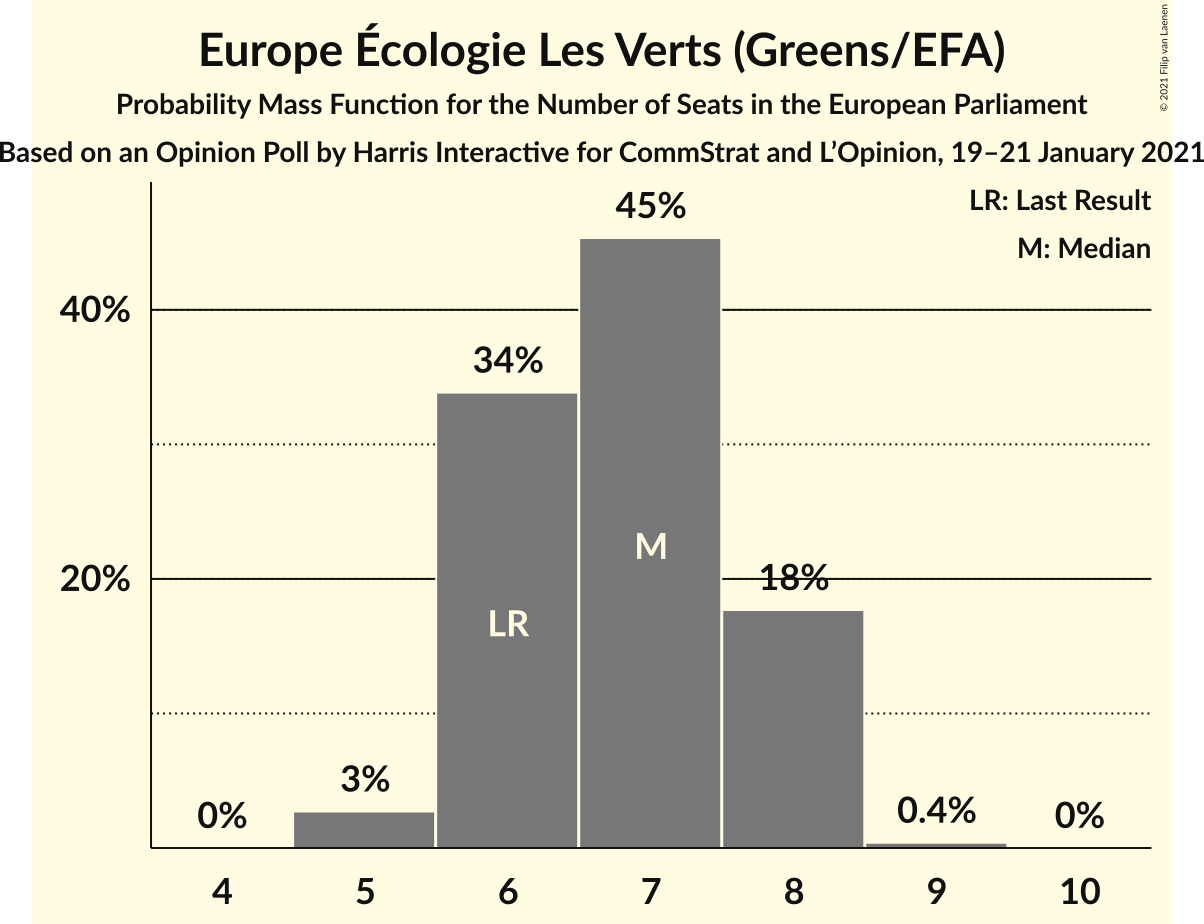 Europe Écologie Les Verts (Greens/EFA)
Probability Mass Function for the Number of Seats in the European Parliament
Based on an Opinion Poll by Harris Interactive for CommStrat and L’Opinion, 19–21 January 2021
© 2021 Filip van Laenen
LR: Last Result
M: Median
45%
40%
34%
M
20%
18%
LR
3%
0%
0.4%
0%
4 5 6 7 8 9 10